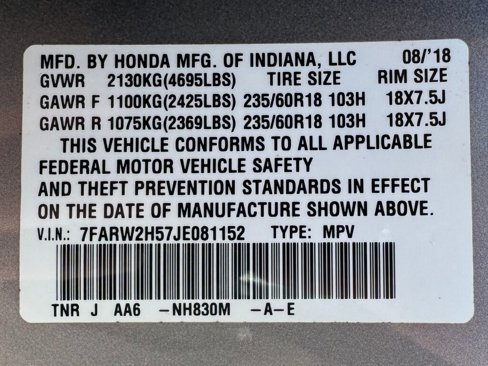 MFD. BY HONDA MFG. OF INDIANA, LLC 08/'18
GVWR 2130KG(4695LBS) TIRE SIZE RIM SIZE
GAWR F 1100KG(2425LBS) 235/60R18 103H 18X7.5J
GAWR R 1075KG(2369LBS) 235/60R18 103H 18X7.5J
THIS VEHICLE CONFORMS TO ALL APPLICABLE
FEDERAL MOTOR VEHICLE SAFETY
AND THEFT PREVENTION STANDARDS IN EFFECT
ON THE DATE OF MANUFACTURE SHOWN ABOVE.
V.I.N.: 7FARW2H57JE081152 TYPE: MPV
TNR J AA6 -NH830M -A-E